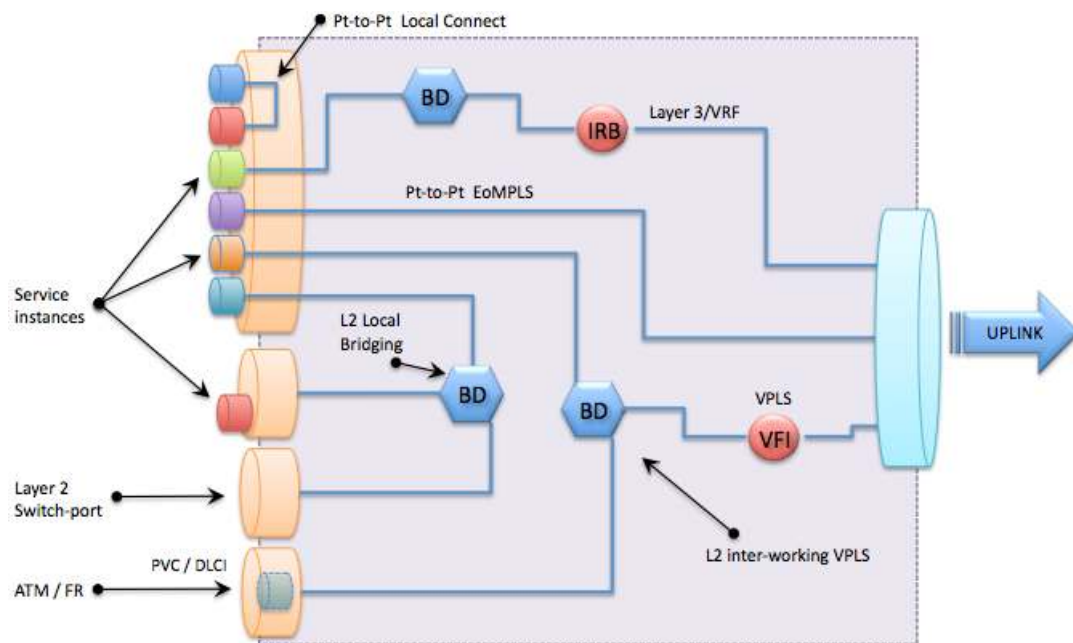 Pt-to-Pt Local Connect
BD
IRB
Layer 3/VRF
Pt-to-Pt EoMPLS
Service
instances
L2 Local
Bridging
UPLINK
BD
BD
VPLS
VFI
Layer 2
Switch-port
L2 inter-working VPLS
PVC / DLCI
ATM / FR